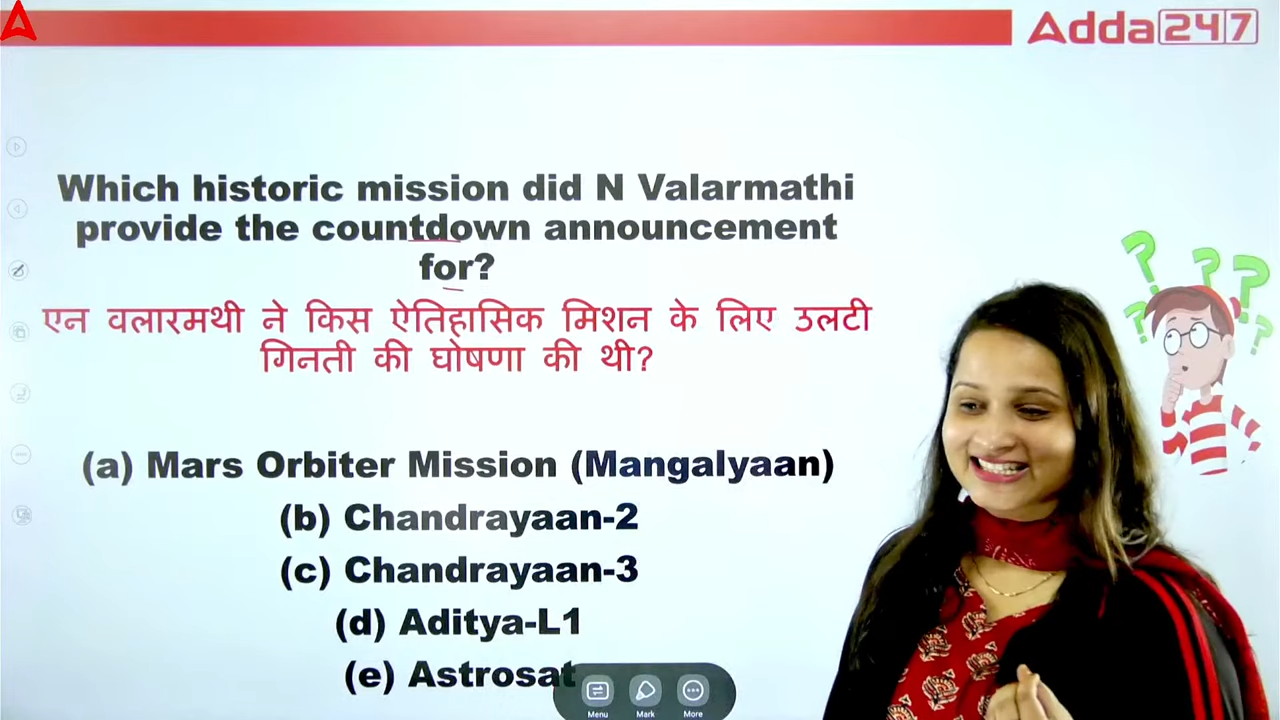 Adda247
Which historic mission did N Valarmathi
provide the countdown announcement
for?
एन वलारमथी ने किस ऐतिहासिक मिशन के लिए उलटी
गिनती की घोषणा की थी?
(a) Mars Orbiter Mission (Mangalyaan)
(b) Chandrayaan-2
(c) Chandrayaan-3
(d) Aditya-L1
(e) Astrosat
Menu
Mark
More